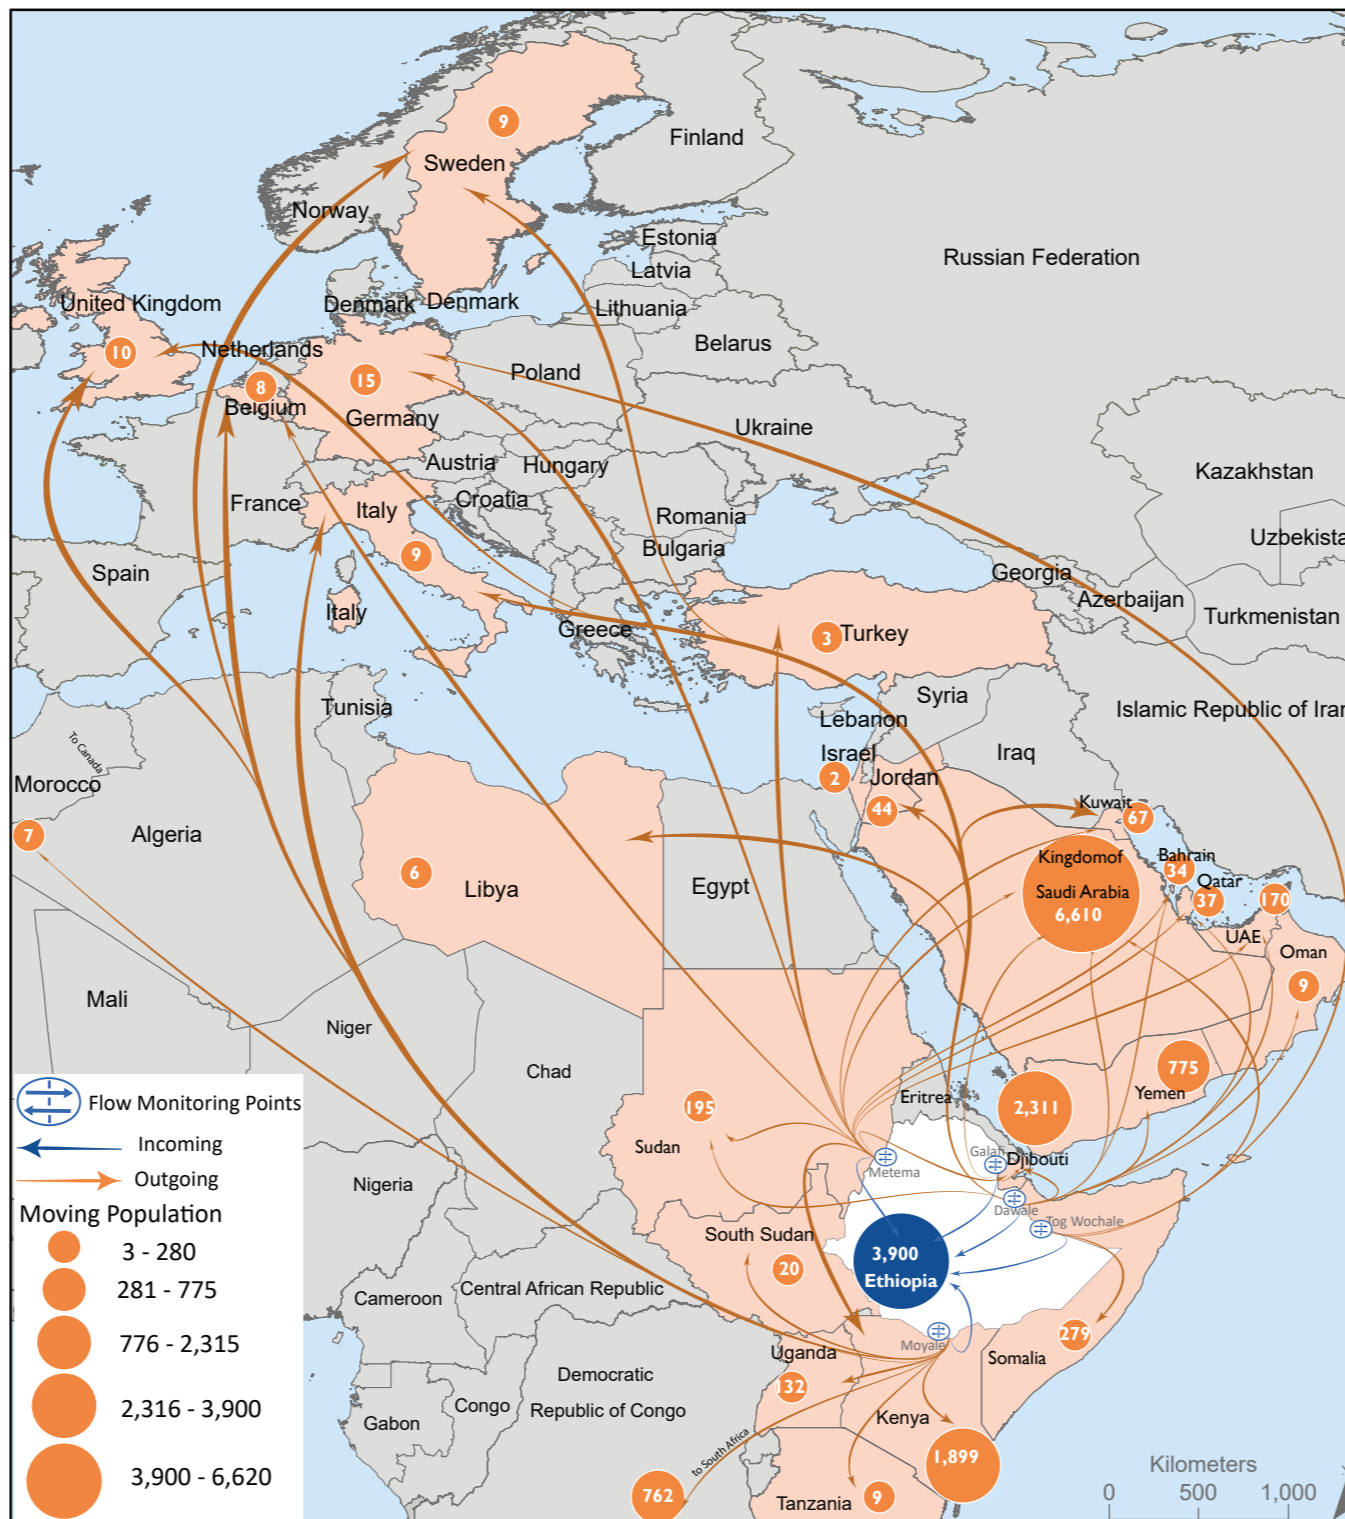 9
Finland
Sweden
Norway
Estonia
Russian Federation
Latvia
United Kingdom
Denmark
Denmark
Lithuania
Netherlands
Belarus
10
Poland
15
8
Belgium
Germany
Ukraine
Austria
Hungary
Kazakhstan
Croatia
France
Italy
Romania
Uzbekista
9
Bulgaria
Spain
Georgia
Azerbaijan
Turkmenistan
Italy
Greece
3
Turkey
Syria
Tunisia
Lebanon
Islamic Republic of Iran
To Canada
Israel
Iraq
Morocco
2
Jordan
44
Kuwait
67
7
Algeria
Kingdomof
Bahrain
6
34
Libya
Egypt
Saudi Arabia
Qatar
37
170
6,610
UAE
Oman
Mali
9
Niger
Chad
775
Flow Monitoring Points
Eritrea
Yemen
195
2,311
Incoming
Sudan
Galafi
Djibouti
Metema
Outgoing
Nigeria
Dawale
Moving Population
Tog Wochale
3 - 280
South Sudan
3,900
20
Ethiopia
281 - 775
Central African Republic
Cameroon
776 - 2,315
279
Moyale
Uganda
Somalia
Democratic
132
2,316 - 3,900
Congo
Republic of Congo
Gabon
Kenya
to South Africa
1,899
3,900 - 6,620
Kilometers
762
Tanzania
9
0
500
1,000